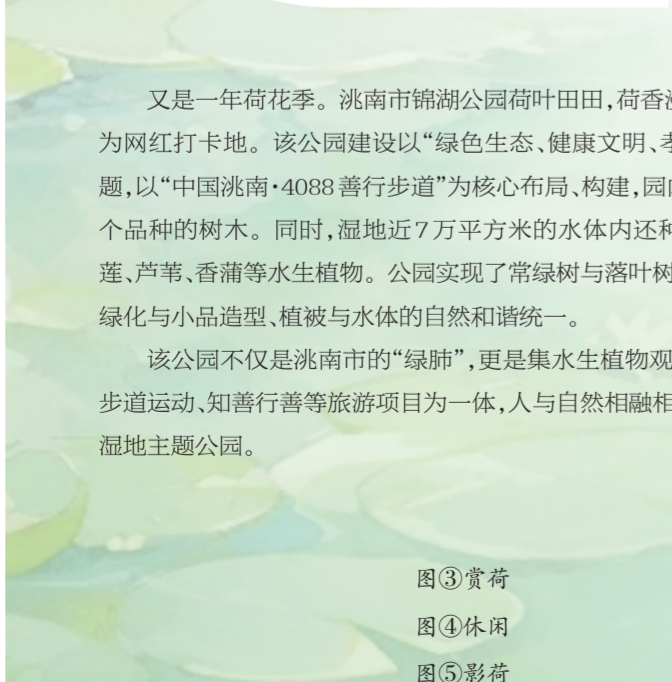 又是一年荷花季。洮南市锦湖公园荷叶田田,荷香
为网红打卡地。该公园建设以“绿色生态、健康文明、
题,以“中国洮南·4088善行步道”为核心布局、构建,园
个品种的树木。同时,湿地近7万平方米的水体内还
莲、芦苇、香蒲等水生植物。公园实现了常绿树与落叶树
绿化与小品造型、植被与水体的自然和谐统一。
该公园不仅是洮南市的“绿肺”,更是集水生植物观
步道运动、知善行善等旅游项目为一体,人与自然相融相
湿地主题公园。
图③赏荷
图④休闲
图⑤影荷